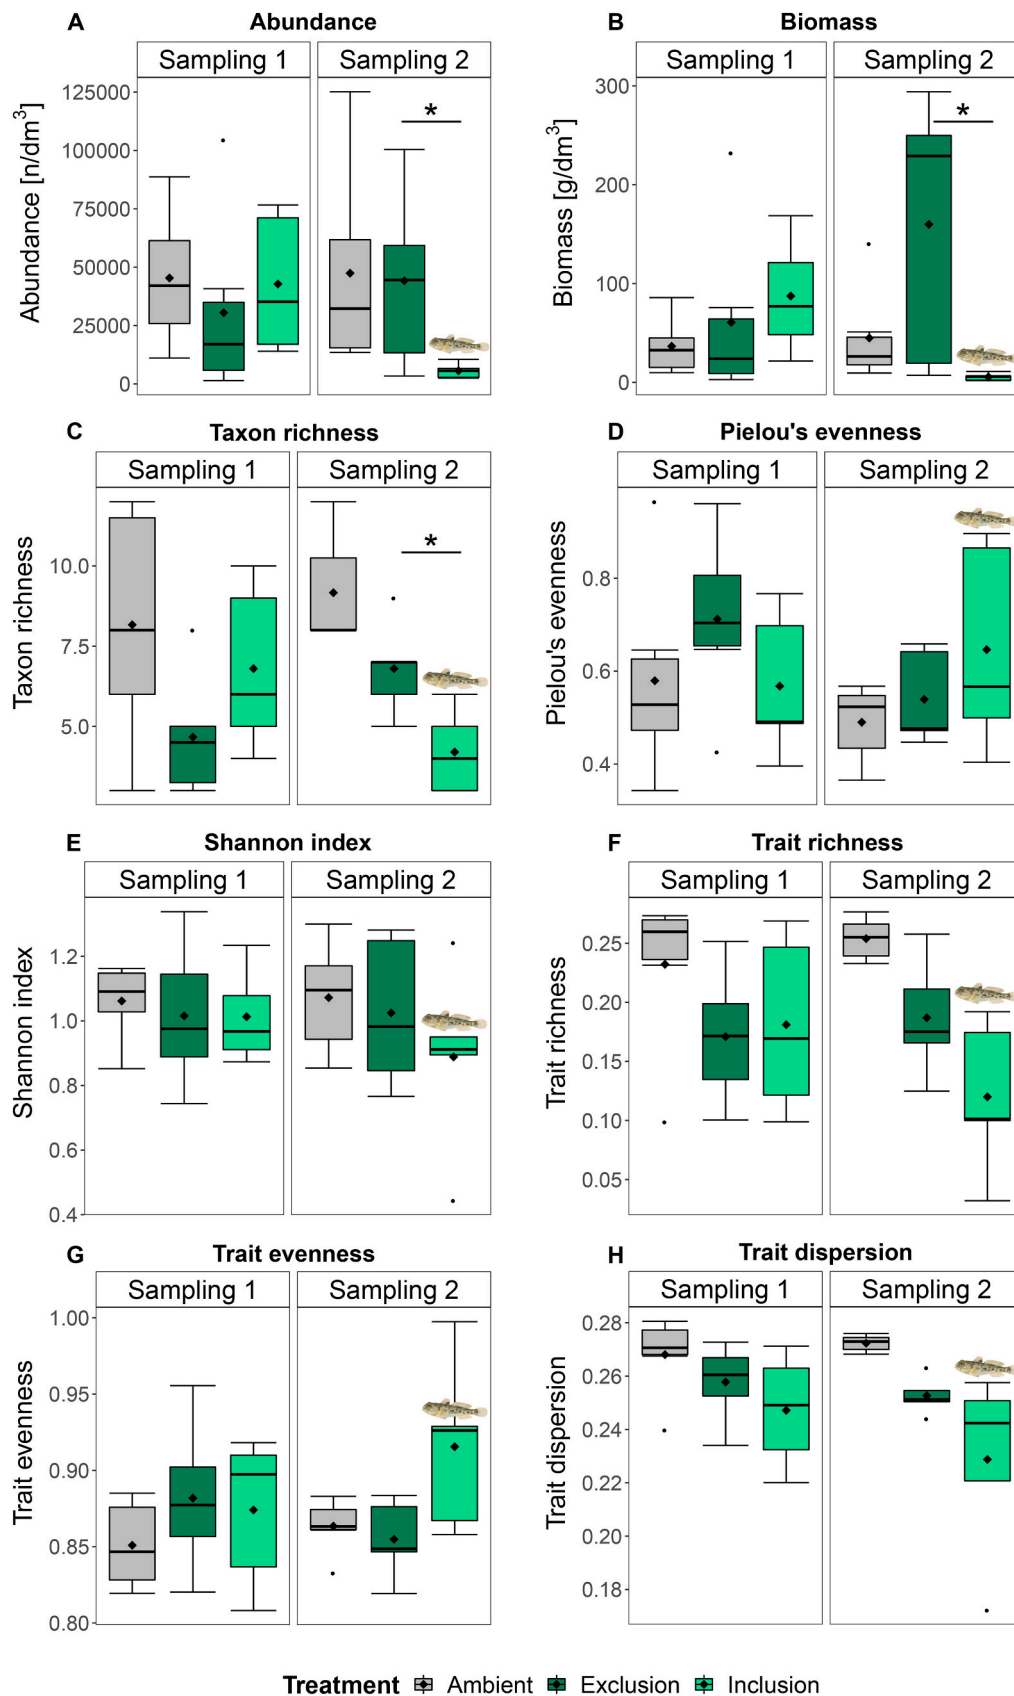 A Abundance
Sampling 1 Sampling 2
Abundance [n/dm³]
125000
100000
75000
50000
25000
0
*
B Biomass
Sampling 1 Sampling 2
Biomass [g/dm³]
300
200
100
0
*
C Taxon richness
Sampling 1 Sampling 2
Taxon richness
10.0
7.5
5.0
*
D Pielou's evenness
Sampling 1 Sampling 2
Pielou's evenness
0.8
0.6
0.4
E Shannon index
Sampling 1 Sampling 2
Shannon index
1.2
1.0
0.8
0.6
0.4
F Trait richness
Sampling 1 Sampling 2
Trait richness
0.25
0.20
0.15
0.10
0.05
G Trait evenness
Sampling 1 Sampling 2
Trait evenness
1.00
0.95
0.90
0.85
0.80
H Trait dispersion
Sampling 1 Sampling 2
Trait dispersion
0.28
0.26
0.24
0.22
0.20
0.18
Treatment Ambient Exclusion Inclusion